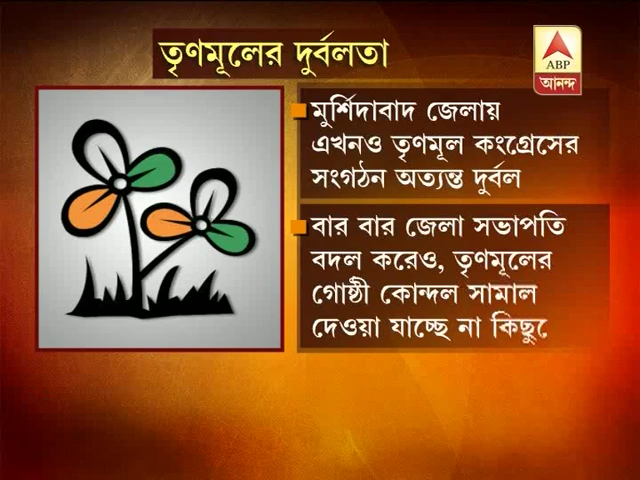 তৃণমূলের দুর্বলতা
ABP
আনন্দ
মুর্শিদাবাদ জেলায়
এখনও তৃণমূল কংগ্রেসের
সংগঠন অত্যন্ত দুর্বল
বার বার জেলা সভাপতি
বদল করেও, তৃণমূলের
গোষ্ঠী কোন্দল সামাল
দেওয়া যাচ্ছে না কিছু